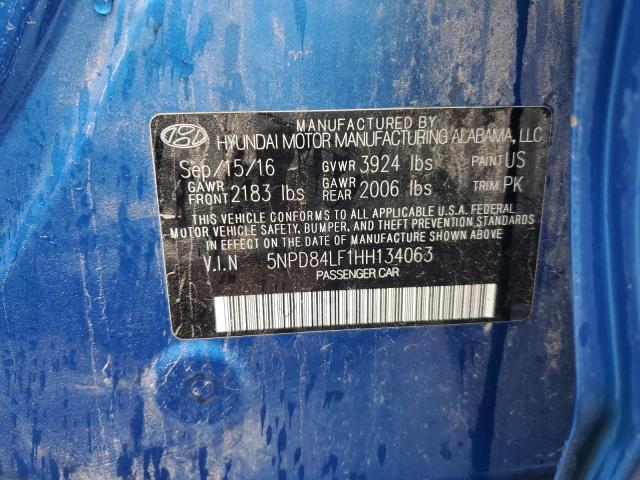 MANUFACTURED BY:
HYUNDAI MOTOR MANUFACTURING ALABAMA, LLC
Sep/15/16 GVWR 3924 lbs PAINT US
GAWR FRONT 2183 lbs GAWR REAR 2006 lbs TRIM PK
THIS VEHICLE CONFORMS TO ALL APPLICABLE U.S.A. FEDERAL
MOTOR VEHICLE SAFETY, BUMPER, AND THEFT PREVENTION STANDARDS
IN EFFECT ON THE DATE OF MANUFACTURE SHOWN ABOVE
V.I.N 5NPD84LF1HH134063
PASSENGER CAR